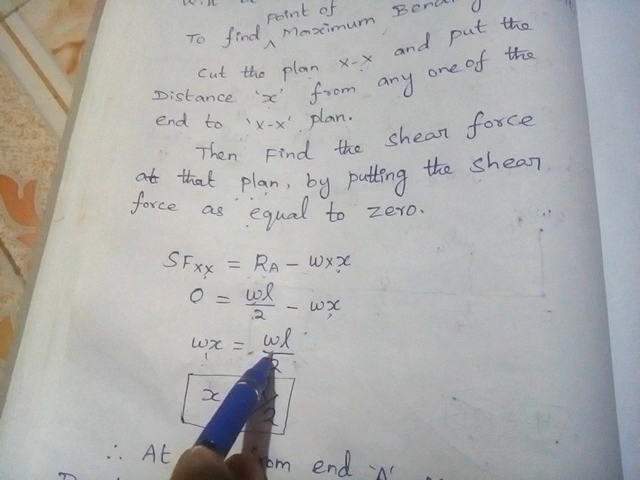 point of
To find ^ Maximum Bending
Cut the plan x-x and put the
Distance 'x' from any one of the
end to 'x-x' plan.
Then Find the shear force
at that plan, by putting the shear
force as equal to zero.
SFxx = RA - w×x
0 = wl/2 - wx
wx = wl/2
x
2
∴ At
from end 'A'